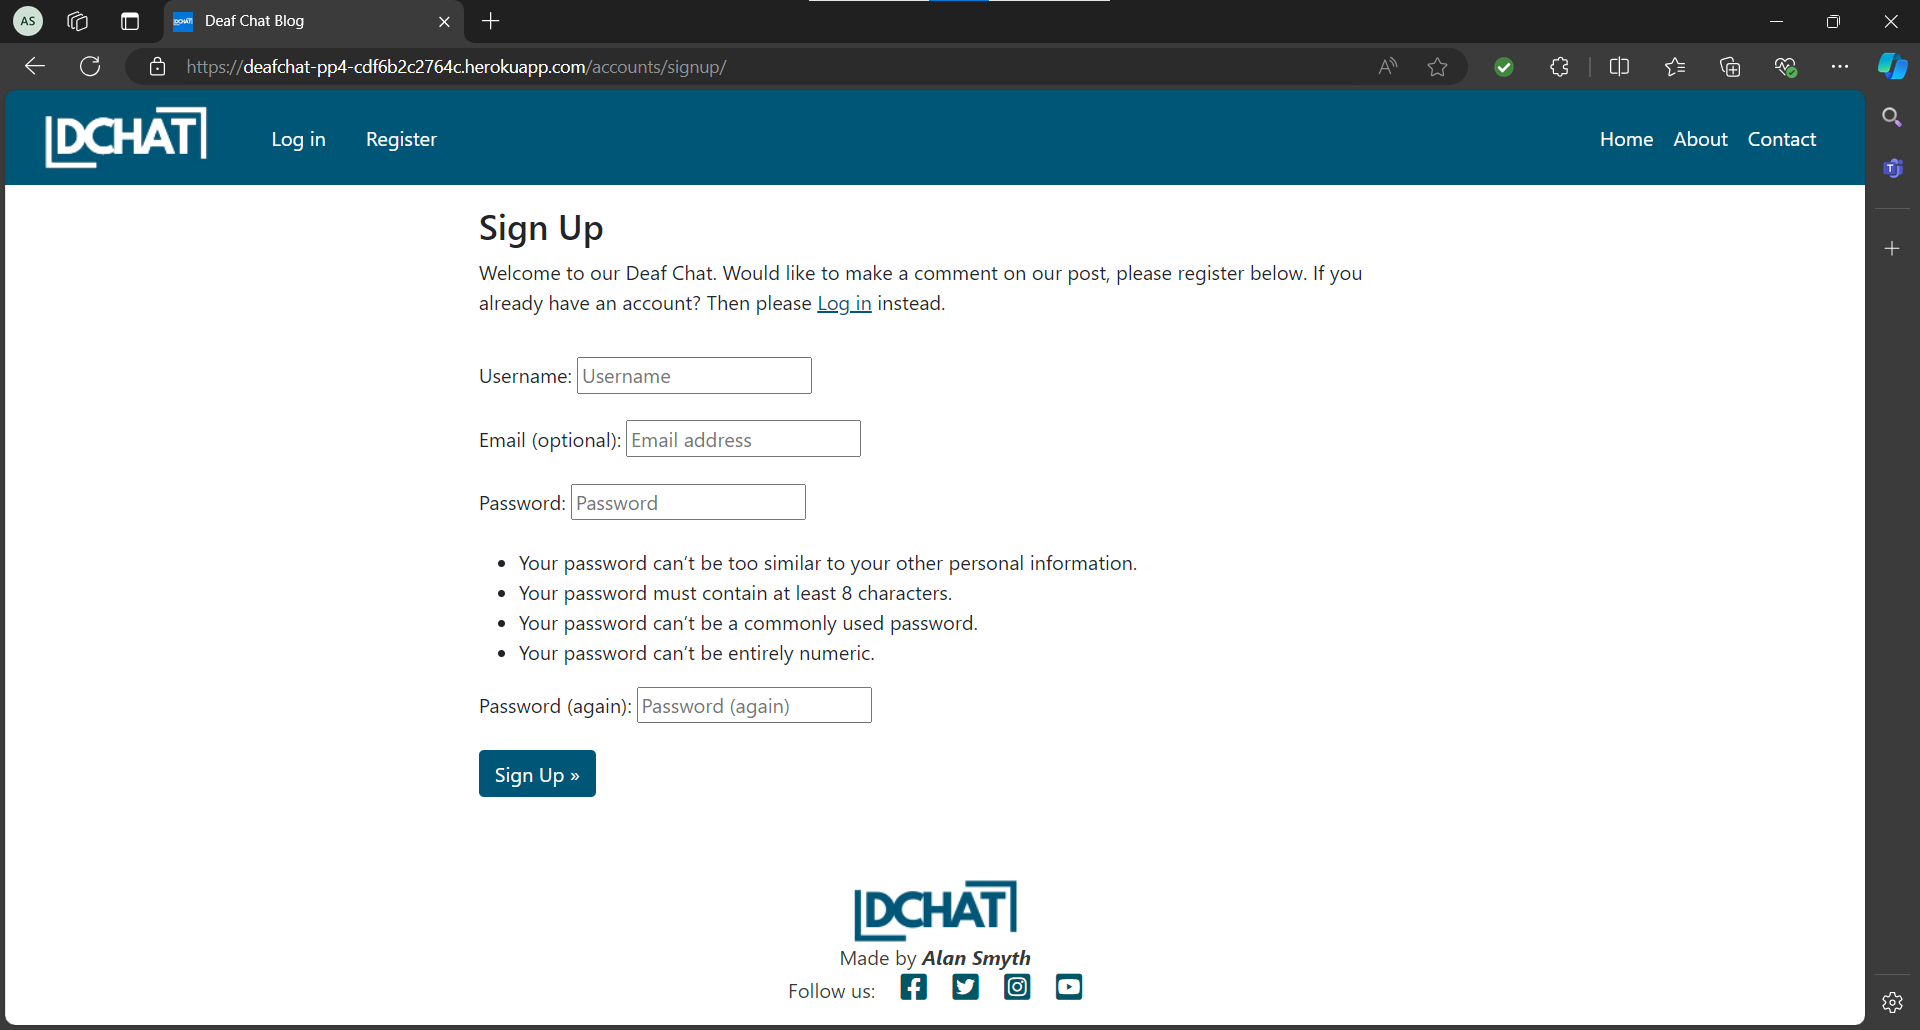 AS
Deaf Chat Blog
https://deafchat-pp4-cdf6b2c2764c.herokuapp.com/accounts/signup/
DCHAT
Log in
Register
Home
About
Contact
Sign Up
Welcome to our Deaf Chat. Would like to make a comment on our post, please register below. If you
already have an account? Then please Log in instead.
Username: Username
Email (optional): Email address
Password: Password
• Your password can't be too similar to your other personal information.
• Your password must contain at least 8 characters.
• Your password can't be a commonly used password.
• Your password can't be entirely numeric.
Password (again): Password (again)
Sign Up »
DCHAT
Made by Alan Smyth
Follow us: